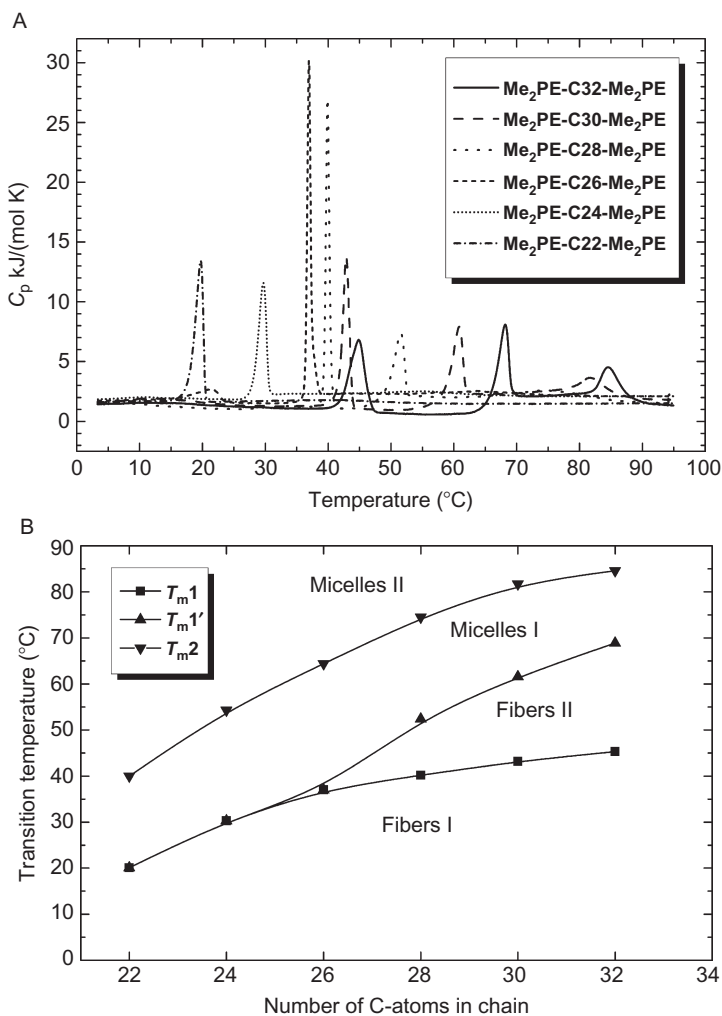 A
30
25
20
15
10
5
0
Cp kJ/(mol K)
Me2PE-C32-Me2PE
Me2PE-C30-Me2PE
Me2PE-C28-Me2PE
Me2PE-C26-Me2PE
Me2PE-C24-Me2PE
Me2PE-C22-Me2PE
0 10 20 30 40 50 60 70 80 90 100
Temperature (°C)
B
90
80
70
60
50
40
30
20
10
0
Transition temperature (°C)
Tm1
Tm1′
Tm2
Micelles II
Micelles I
Fibers II
Fibers I
22 24 26 28 30 32 34
Number of C-atoms in chain